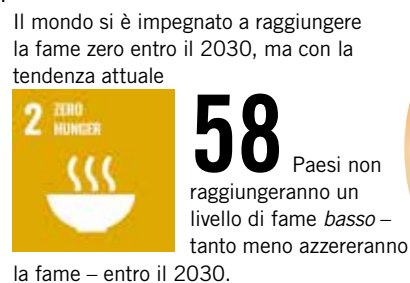 Il mondo si è impegnato a raggiungere
la fame zero entro il 2030, ma con la
tendenza attuale
2 ZERO
HUNGER
58 Paesi non
raggiungeranno un
livello di fame basso –
tanto meno azzereranno
la fame – entro il 2030.